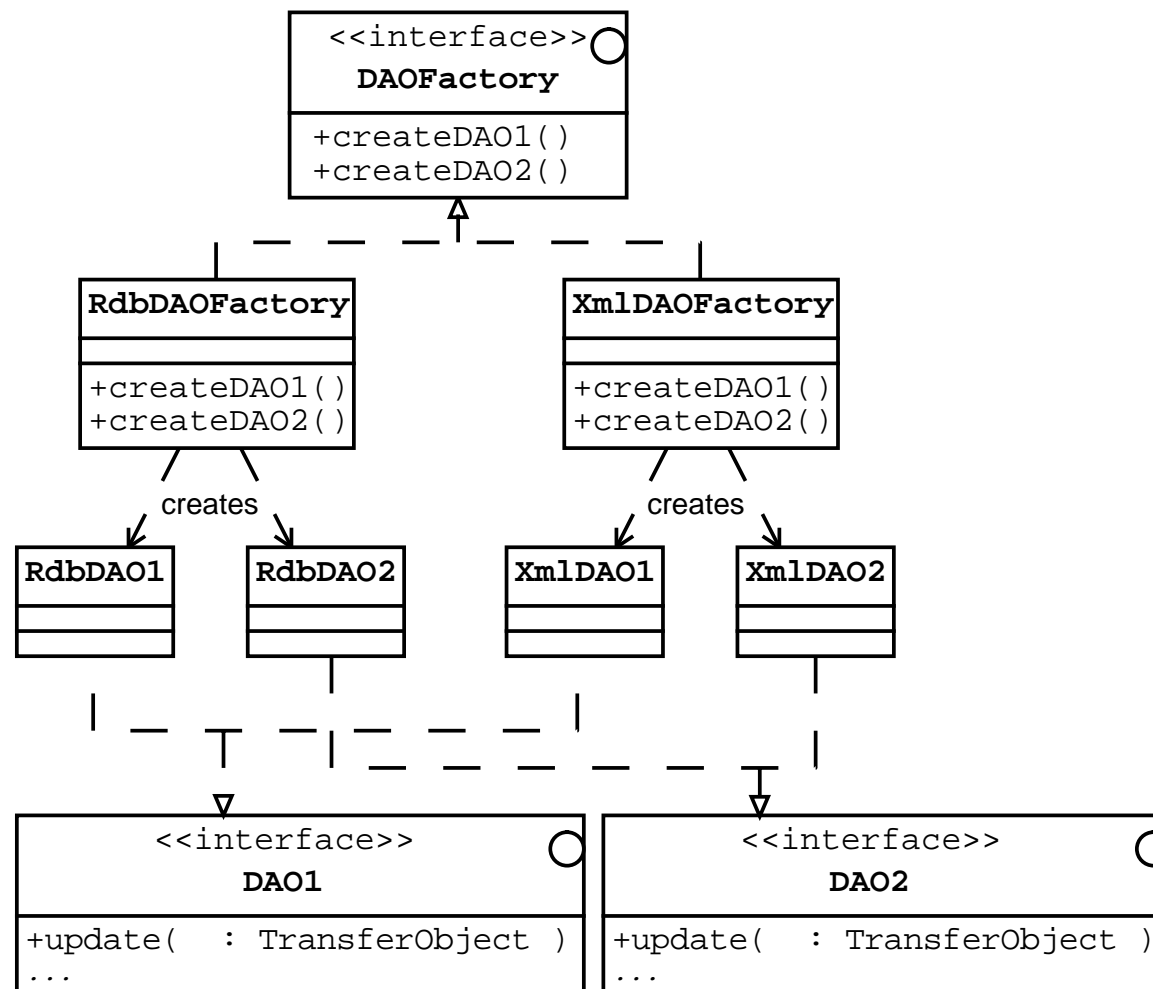 <<interface>>
DAOFactory
+createDAO1()
+createDAO2()
RdbDAOFactory
+createDAO1()
+createDAO2()
XmlDAOFactory
+createDAO1()
+createDAO2()
creates
creates
RdbDAO1
RdbDAO2
XmlDAO1
XmlDAO2
<<interface>>
DAO1
+update(  : TransferObject )
...
<<interface>>
DAO2
+update(  : TransferObject )
...